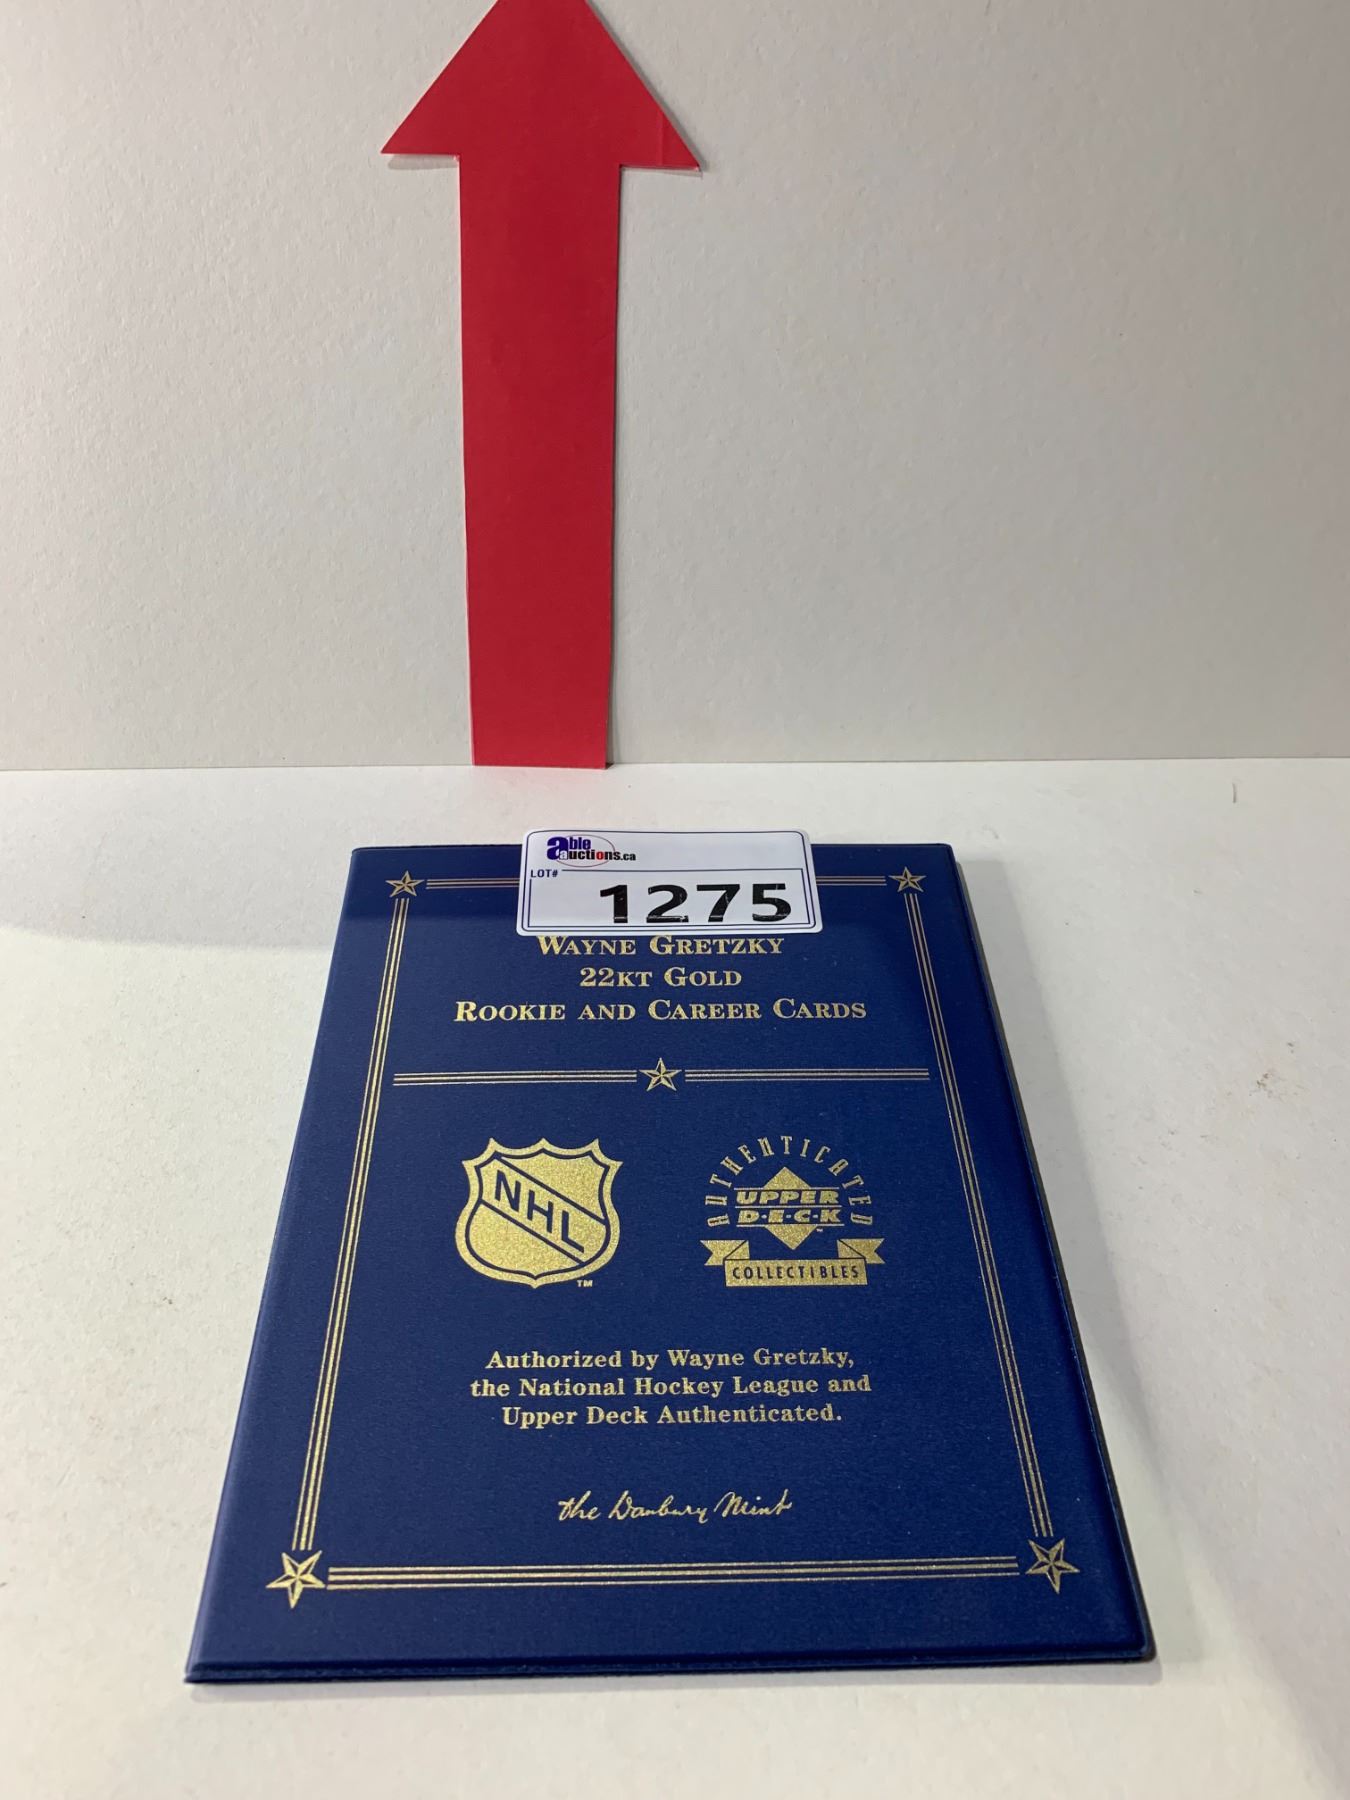 able
auctions.ca
LOT#
1275
WAYNE GRETZKY
22KT GOLD
ROOKIE AND CAREER CARDS
NHL
TM
AUTHENTICATED
UPPER
D·E·C·K
TM
COLLECTIBLES
Authorized by Wayne Gretzky,
the National Hockey League and
Upper Deck Authenticated.
the Danbury Mint